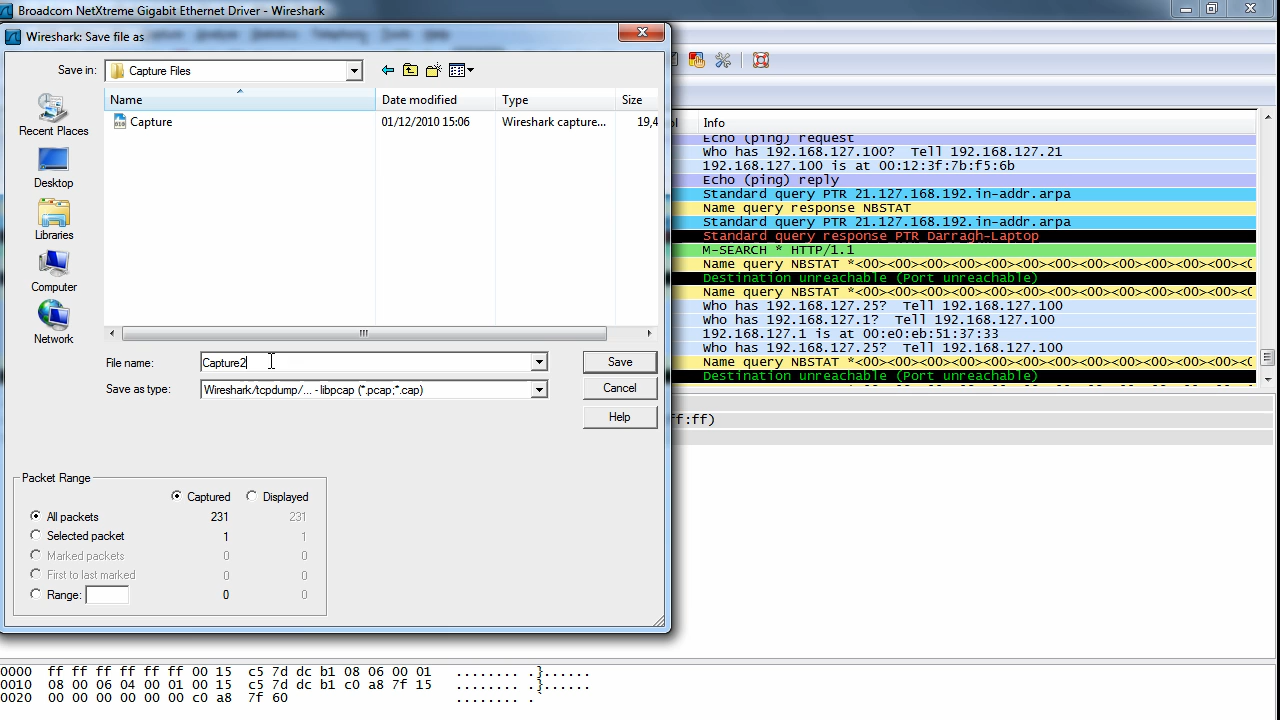 Broadcom NetXtreme Gigabit Ethernet Driver - Wireshark
Wireshark: Save file as
Save in: Capture Files
Name Date modified Type Size
Capture 01/12/2010 15:06 Wireshark capture... 19,4
Recent Places
Desktop
Libraries
Computer
Network
File name: Capture2 Save
Save as type: Wireshark/tcpdump/... - libpcap (*.pcap;*.cap) Cancel
Help
Packet Range
Captured Displayed
All packets 231 231
Selected packet 1 1
Marked packets 0 0
First to last marked 0 0
Range: 0 0
Info
Echo (ping) request
Who has 192.168.127.100? Tell 192.168.127.21
192.168.127.100 is at 00:12:3f:7b:f5:6b
Echo (ping) reply
Standard query PTR 21.127.168.192.in-addr.arpa
Name query response NBSTAT
Standard query PTR 21.127.168.192.in-addr.arpa
Standard query response PTR Darragh-Laptop
M-SEARCH * HTTP/1.1
Name query NBSTAT *<00><00><00><00><00><00><00><00><00><00><00><0
Destination unreachable (Port unreachable)
Name query NBSTAT *<00><00><00><00><00><00><00><00><00><00><00><0
Who has 192.168.127.25? Tell 192.168.127.100
Who has 192.168.127.1? Tell 192.168.127.100
192.168.127.1 is at 00:e0:eb:51:37:33
Who has 192.168.127.25? Tell 192.168.127.100
Name query NBSTAT *<00><00><00><00><00><00><00><00><00><00><00><0
Destination unreachable (Port unreachable)
ff:ff)
0000 ff ff ff ff ff ff 00 15 c5 7d dc b1 08 06 00 01 ........ .}......
0010 08 00 06 04 00 01 00 15 c5 7d dc b1 c0 a8 7f 15 ........ .}......
0020 00 00 00 00 00 00 c0 a8 7f 60 ........ .`